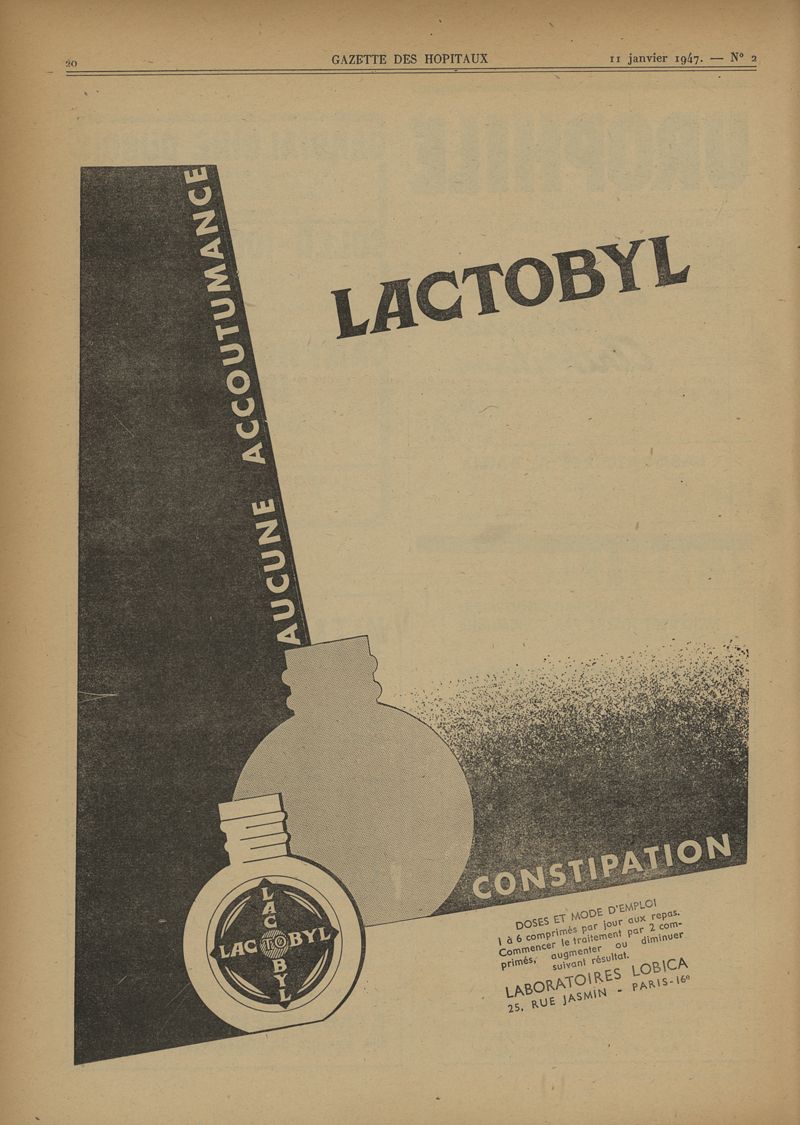 20 GAZETTE DES HOPITAUX 11 janvier 1947. — Nº 2
LACTOBYL
AUCUNE ACCOUTUMANCE
CONSTIPATION
LACTOBYL
LACTOBYL
DOSES ET MODE D'EMPLOI
1 à 6 comprimés par jour aux repas.
Commencer le traitement par 2 com-
primés, augmenter ou diminuer
suivant résultat.
LABORATOIRES LOBICA
25, RUE JASMIN - PARIS-16e